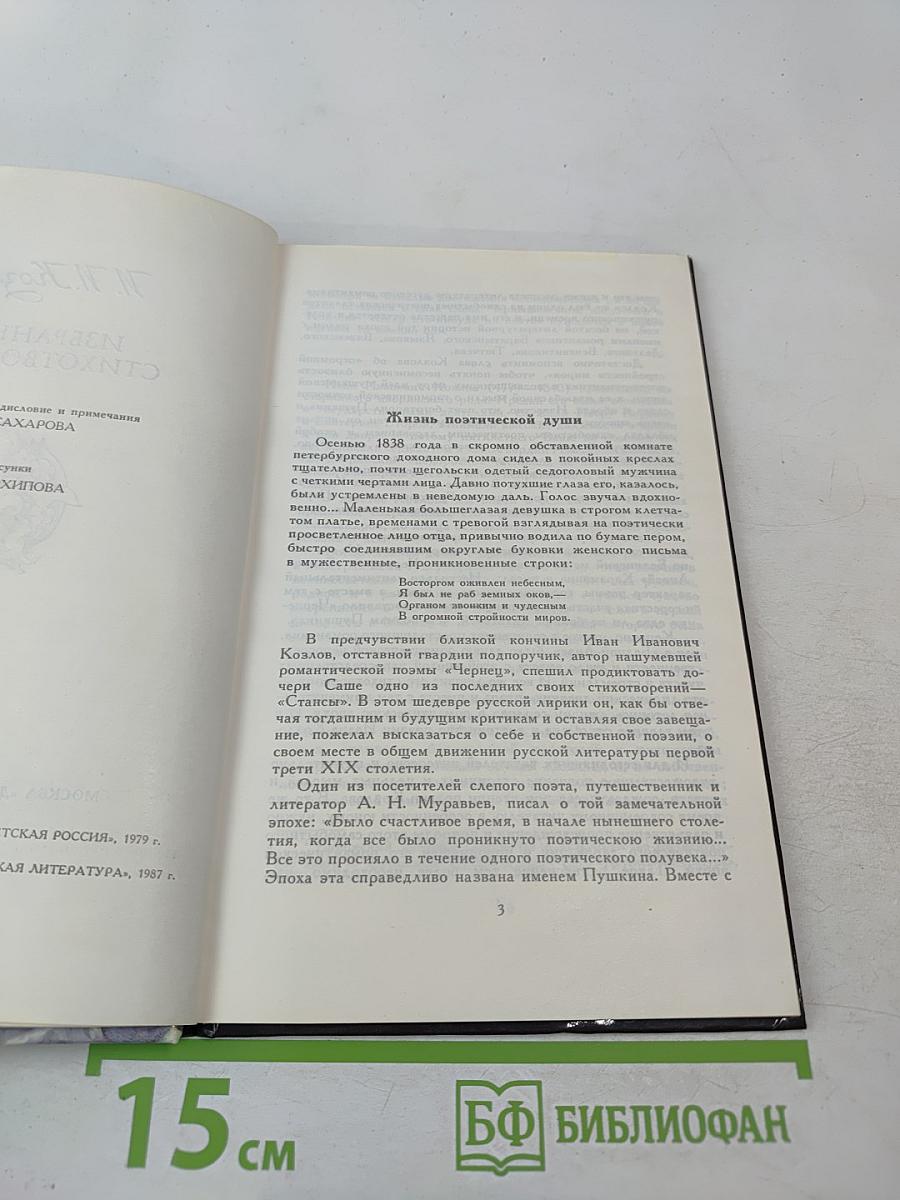 дисловие и примечания
САХАРОВА
сунки
ХИПОВА
ТСКАЯ РОССИЯ», 1979 г.
КАЯ ЛИТЕРАТУРА», 1987 г.
Жизнь поэтической души
Осенью 1838 года в скромно обставленной комнате
петербургского доходного дома сидел в покойных креслах
тщательно, почти щегольски одетый седоголовый мужчина
с четкими чертами лица. Давно потухшие глаза его, казалось,
были устремлены в неведомую даль. Голос звучал вдохно-
венно... Маленькая большеглазая девушка в строгом клетча-
том платье, временами с тревогой взглядывая на поэтически
просветленное лицо отца, привычно водила по бумаге пером,
быстро соединявшим округлые буковки женского письма
в мужественные, проникновенные строки:
Восторгом оживлен небесным,
Я был не раб земных оков,—
Органом звонким и чудесным
В огромной стройности миров.
В предчувствии близкой кончины Иван Иванович
Козлов, отставной гвардии подпоручик, автор нашумевшей
романтической поэмы «Чернец», спешил продиктовать до-
чери Саше одно из последних своих стихотворений—
«Стансы». В этом шедевре русской лирики он, как бы отве-
чая тогдашним и будущим критикам и оставляя свое завеща-
ние, пожелал высказаться о себе и собственной поэзии, о
своем месте в общем движении русской литературы первой
трети XIX столетия.
Один из посетителей слепого поэта, путешественник и
литератор А. Н. Муравьев, писал о той замечательной
эпохе: «Было счастливое время, в начале нынешнего столе-
тия, когда все было проникнуто поэтическою жизнию...
Все это просияло в течение одного поэтического полувека...»
Эпоха эта справедливо названа именем Пушкина. Вместе с
3
15 см
БФ БИБЛИОФАН